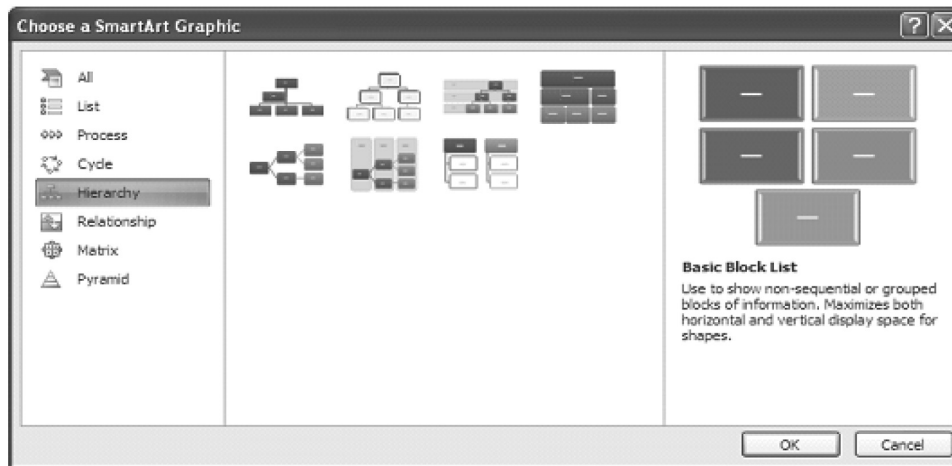 Choose a SmartArt Graphic
All
List
Process
Cycle
Hierarchy
Relationship
Matrix
Pyramid
Basic Block List
Use to show non-sequential or grouped
blocks of information. Maximizes both
horizontal and vertical display space for
shapes.
OK
Cancel